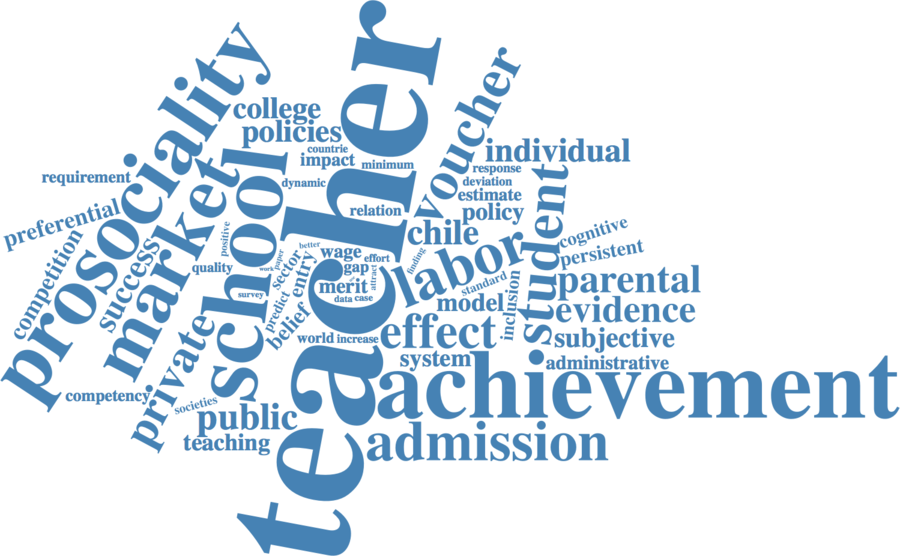 teacher
prosociality
achievement
school
market
labor
student
voucher
admission
effect
private
public
parental
evidence
individual
college
policies
chile
success
competition
preferential
requirement
countrie
impact
minimum
dynamic
relation
response
deviation
estimate
policy
cognitive
persistent
positive
quality
work
paper
better
sector
entry
wage
effort
gap
merit
attract
data
case
finding
standard
model
inclusion
survey
predict
belief
world
increase
system
subjective
administrative
competency
societies
teaching